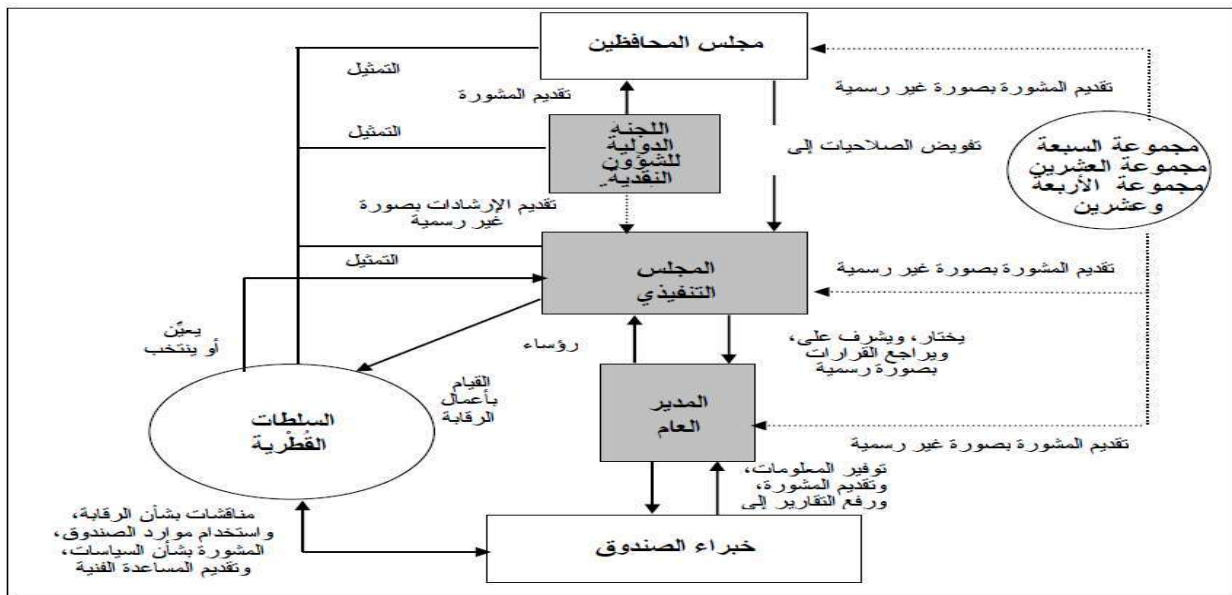 مجلس المحافظين
التمثيل
تقديم المشورة
تقديم المشورة بصورة غير رسمية
اللجنة
الدولية
للشؤون
النقدية
التمثيل
تفويض الصلاحيات إلى
مجموعة السبعة
مجموعة العشرين
مجموعة الأربعة
وعشرين
تقديم الإرشادات بصورة
غير رسمية
التمثيل
المجلس
التنفيذي
تقديم المشورة بصورة غير رسمية
يعيّن
أو ينتخب
رؤساء
يختار، ويشرف على،
ويراجع القرارات
بصورة رسمية
القيام
بأعمال
الرقابة
السلطات
القُطْرية
المدير
العام
تقديم المشورة بصورة غير رسمية
توفير المعلومات،
وتقديم المشورة،
ورفع التقارير إلى
مناقشات بشأن الرقابة،
واستخدام موارد الصندوق،
المشورة بشأن السياسات،
وتقديم المساعدة الفنية
خبراء الصندوق